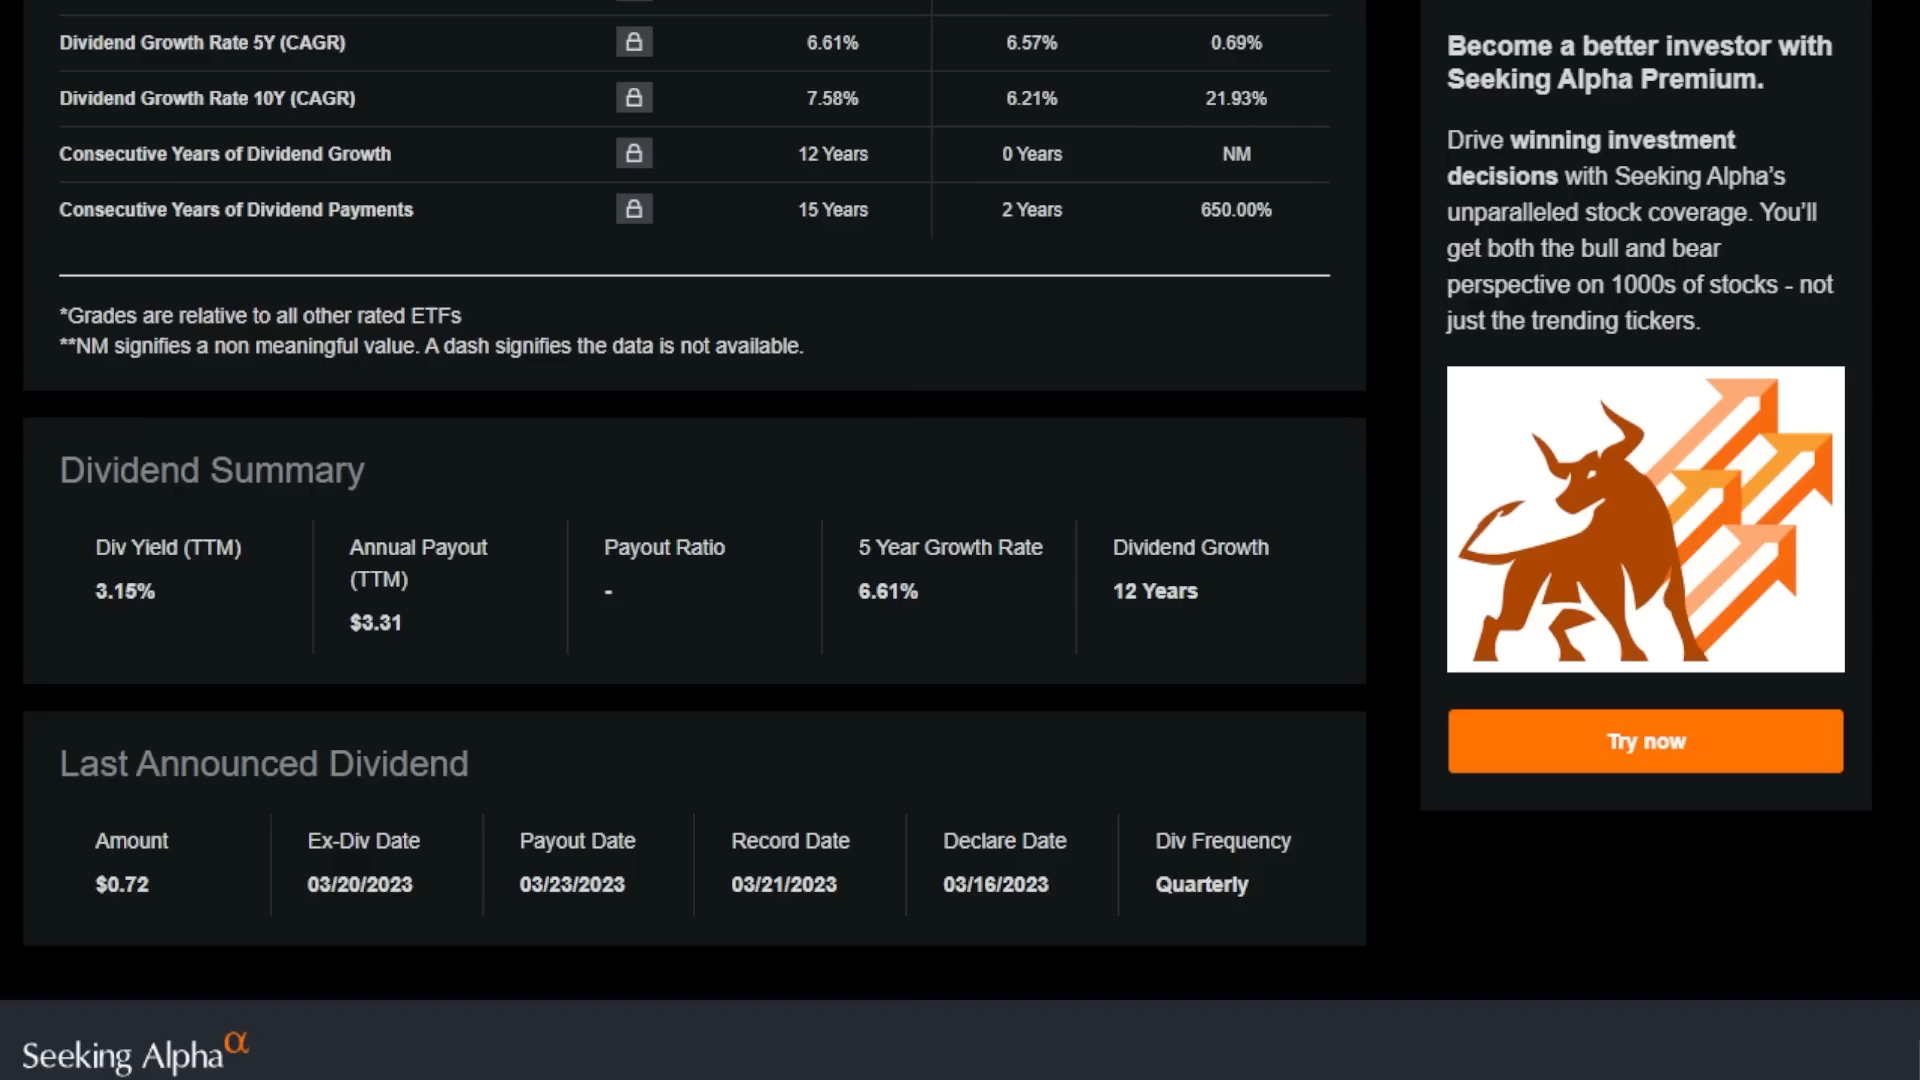 Dividend Growth Rate 5Y (CAGR) 6.61% 6.57% 0.69%
Dividend Growth Rate 10Y (CAGR) 7.58% 6.21% 21.93%
Consecutive Years of Dividend Growth 12 Years 0 Years NM
Consecutive Years of Dividend Payments 15 Years 2 Years 650.00%
*Grades are relative to all other rated ETFs
**NM signifies a non meaningful value. A dash signifies the data is not available.
Dividend Summary
Div Yield (TTM)
3.15%
Annual Payout
(TTM)
$3.31
Payout Ratio
-
5 Year Growth Rate
6.61%
Dividend Growth
12 Years
Last Announced Dividend
Amount
$0.72
Ex-Div Date
03/20/2023
Payout Date
03/23/2023
Record Date
03/21/2023
Declare Date
03/16/2023
Div Frequency
Quarterly
Become a better investor with
Seeking Alpha Premium.
Drive winning investment
decisions with Seeking Alpha's
unparalleled stock coverage. You'll
get both the bull and bear
perspective on 1000s of stocks - not
just the trending tickers.
Try now
Seeking Alpha α